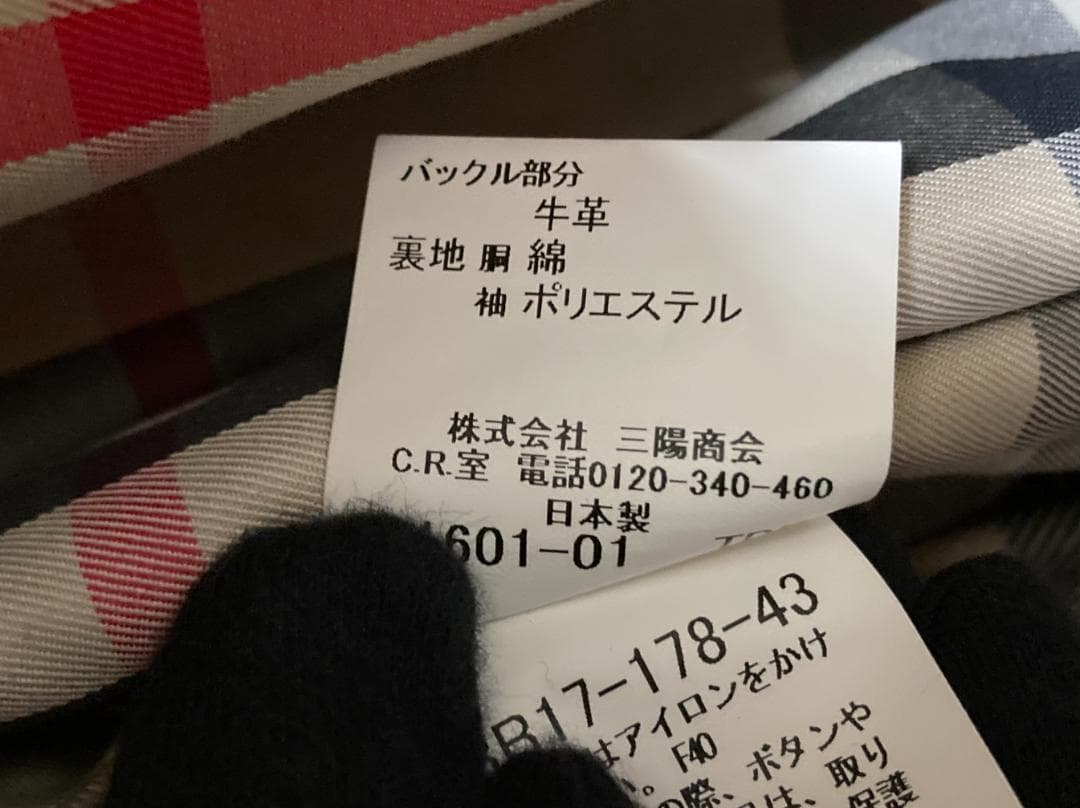 バックル部分
牛革
裏地 胴 綿
袖 ポリエステル
株式会社 三陽商会
C.R.室 電話0120-340-460
日本製
601-01
R17-178-43
はアイロンをかけ
。 F40
の際、ボタンや
は、取り
保護